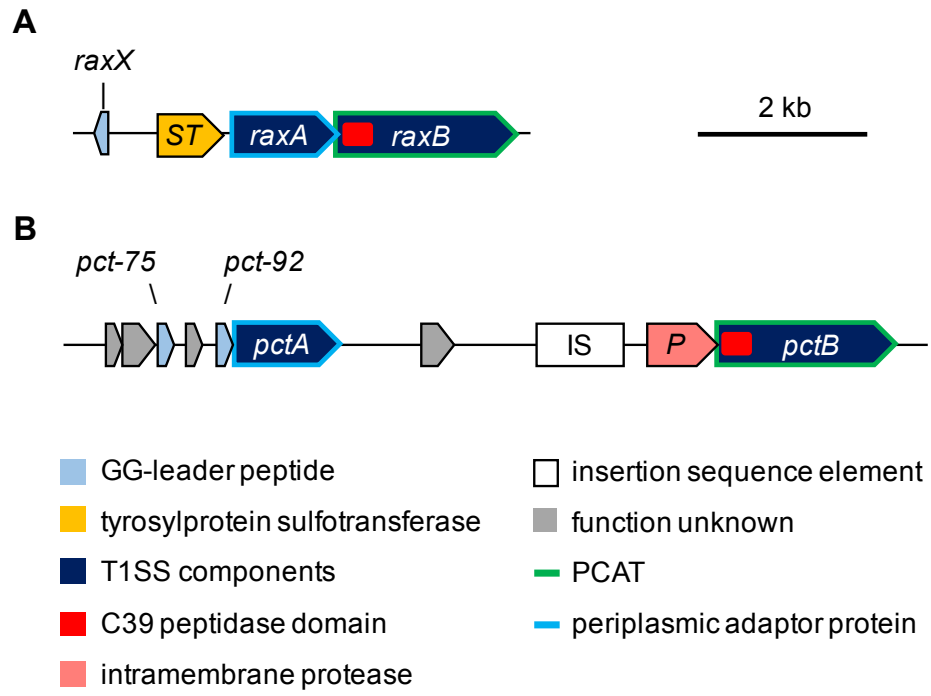 A
raxX
ST
raxA
raxB
2 kb
B
pct-75
pct-92
pctA
IS
P
pctB
GG-leader peptide
tyrosylprotein sulfotransferase
T1SS components
C39 peptidase domain
intramembrane protease
insertion sequence element
function unknown
PCAT
periplasmic adaptor protein